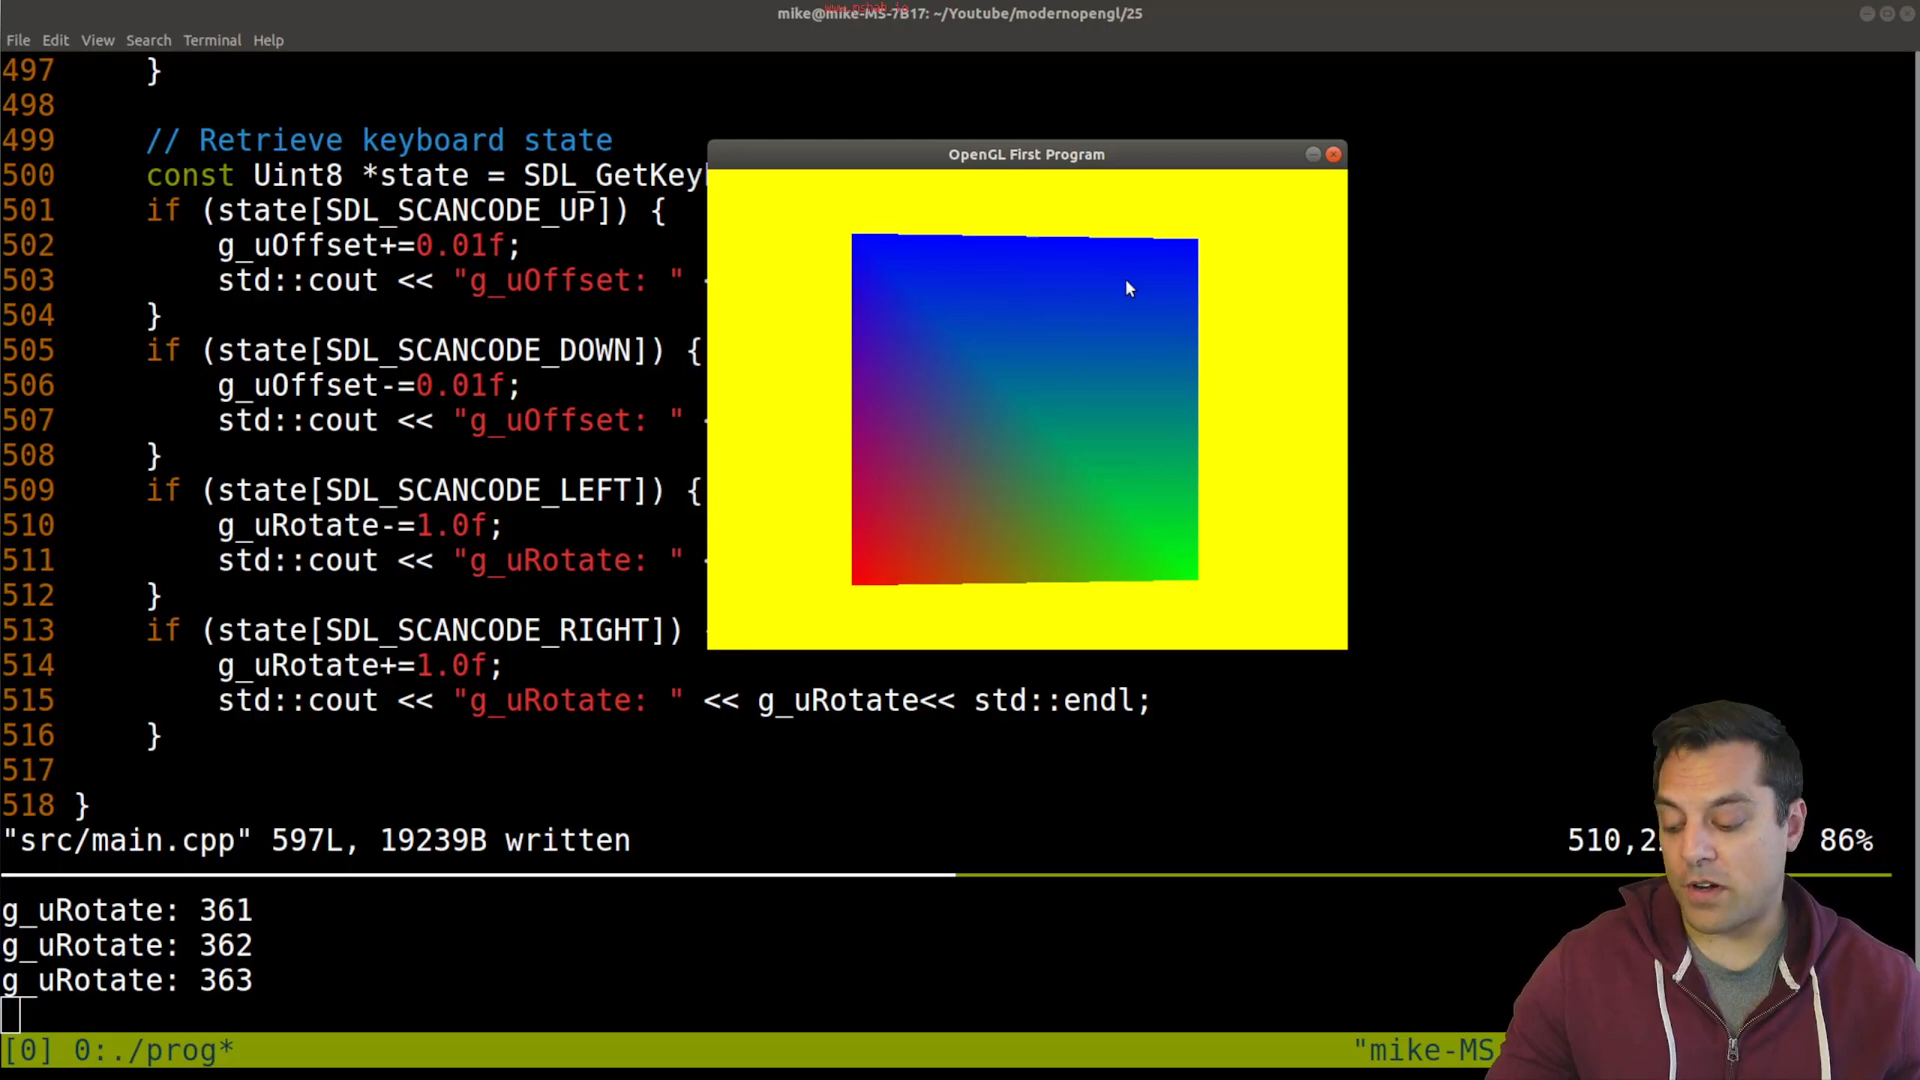 www.mshah.io
mike@mike-MS-7B17: ~/Youtube/modernopengl/25
File Edit View Search Terminal Help
497 }
498
499 // Retrieve keyboard state
500 const Uint8 *state = SDL_GetKey
501 if (state[SDL_SCANCODE_UP]) {
502 g_uOffset+=0.01f;
503 std::cout << "g_uOffset: "
504 }
505 if (state[SDL_SCANCODE_DOWN]) {
506 g_uOffset-=0.01f;
507 std::cout << "g_uOffset: "
508 }
509 if (state[SDL_SCANCODE_LEFT]) {
510 g_uRotate-=1.0f;
511 std::cout << "g_uRotate: "
512 }
513 if (state[SDL_SCANCODE_RIGHT])
514 g_uRotate+=1.0f;
515 std::cout << "g_uRotate: " << g_uRotate<< std::endl;
516 }
517
518 }
OpenGL First Program
"src/main.cpp" 597L, 19239B written 510,2 86%
g_uRotate: 361
g_uRotate: 362
g_uRotate: 363
[0] 0:./prog* "mike-MS